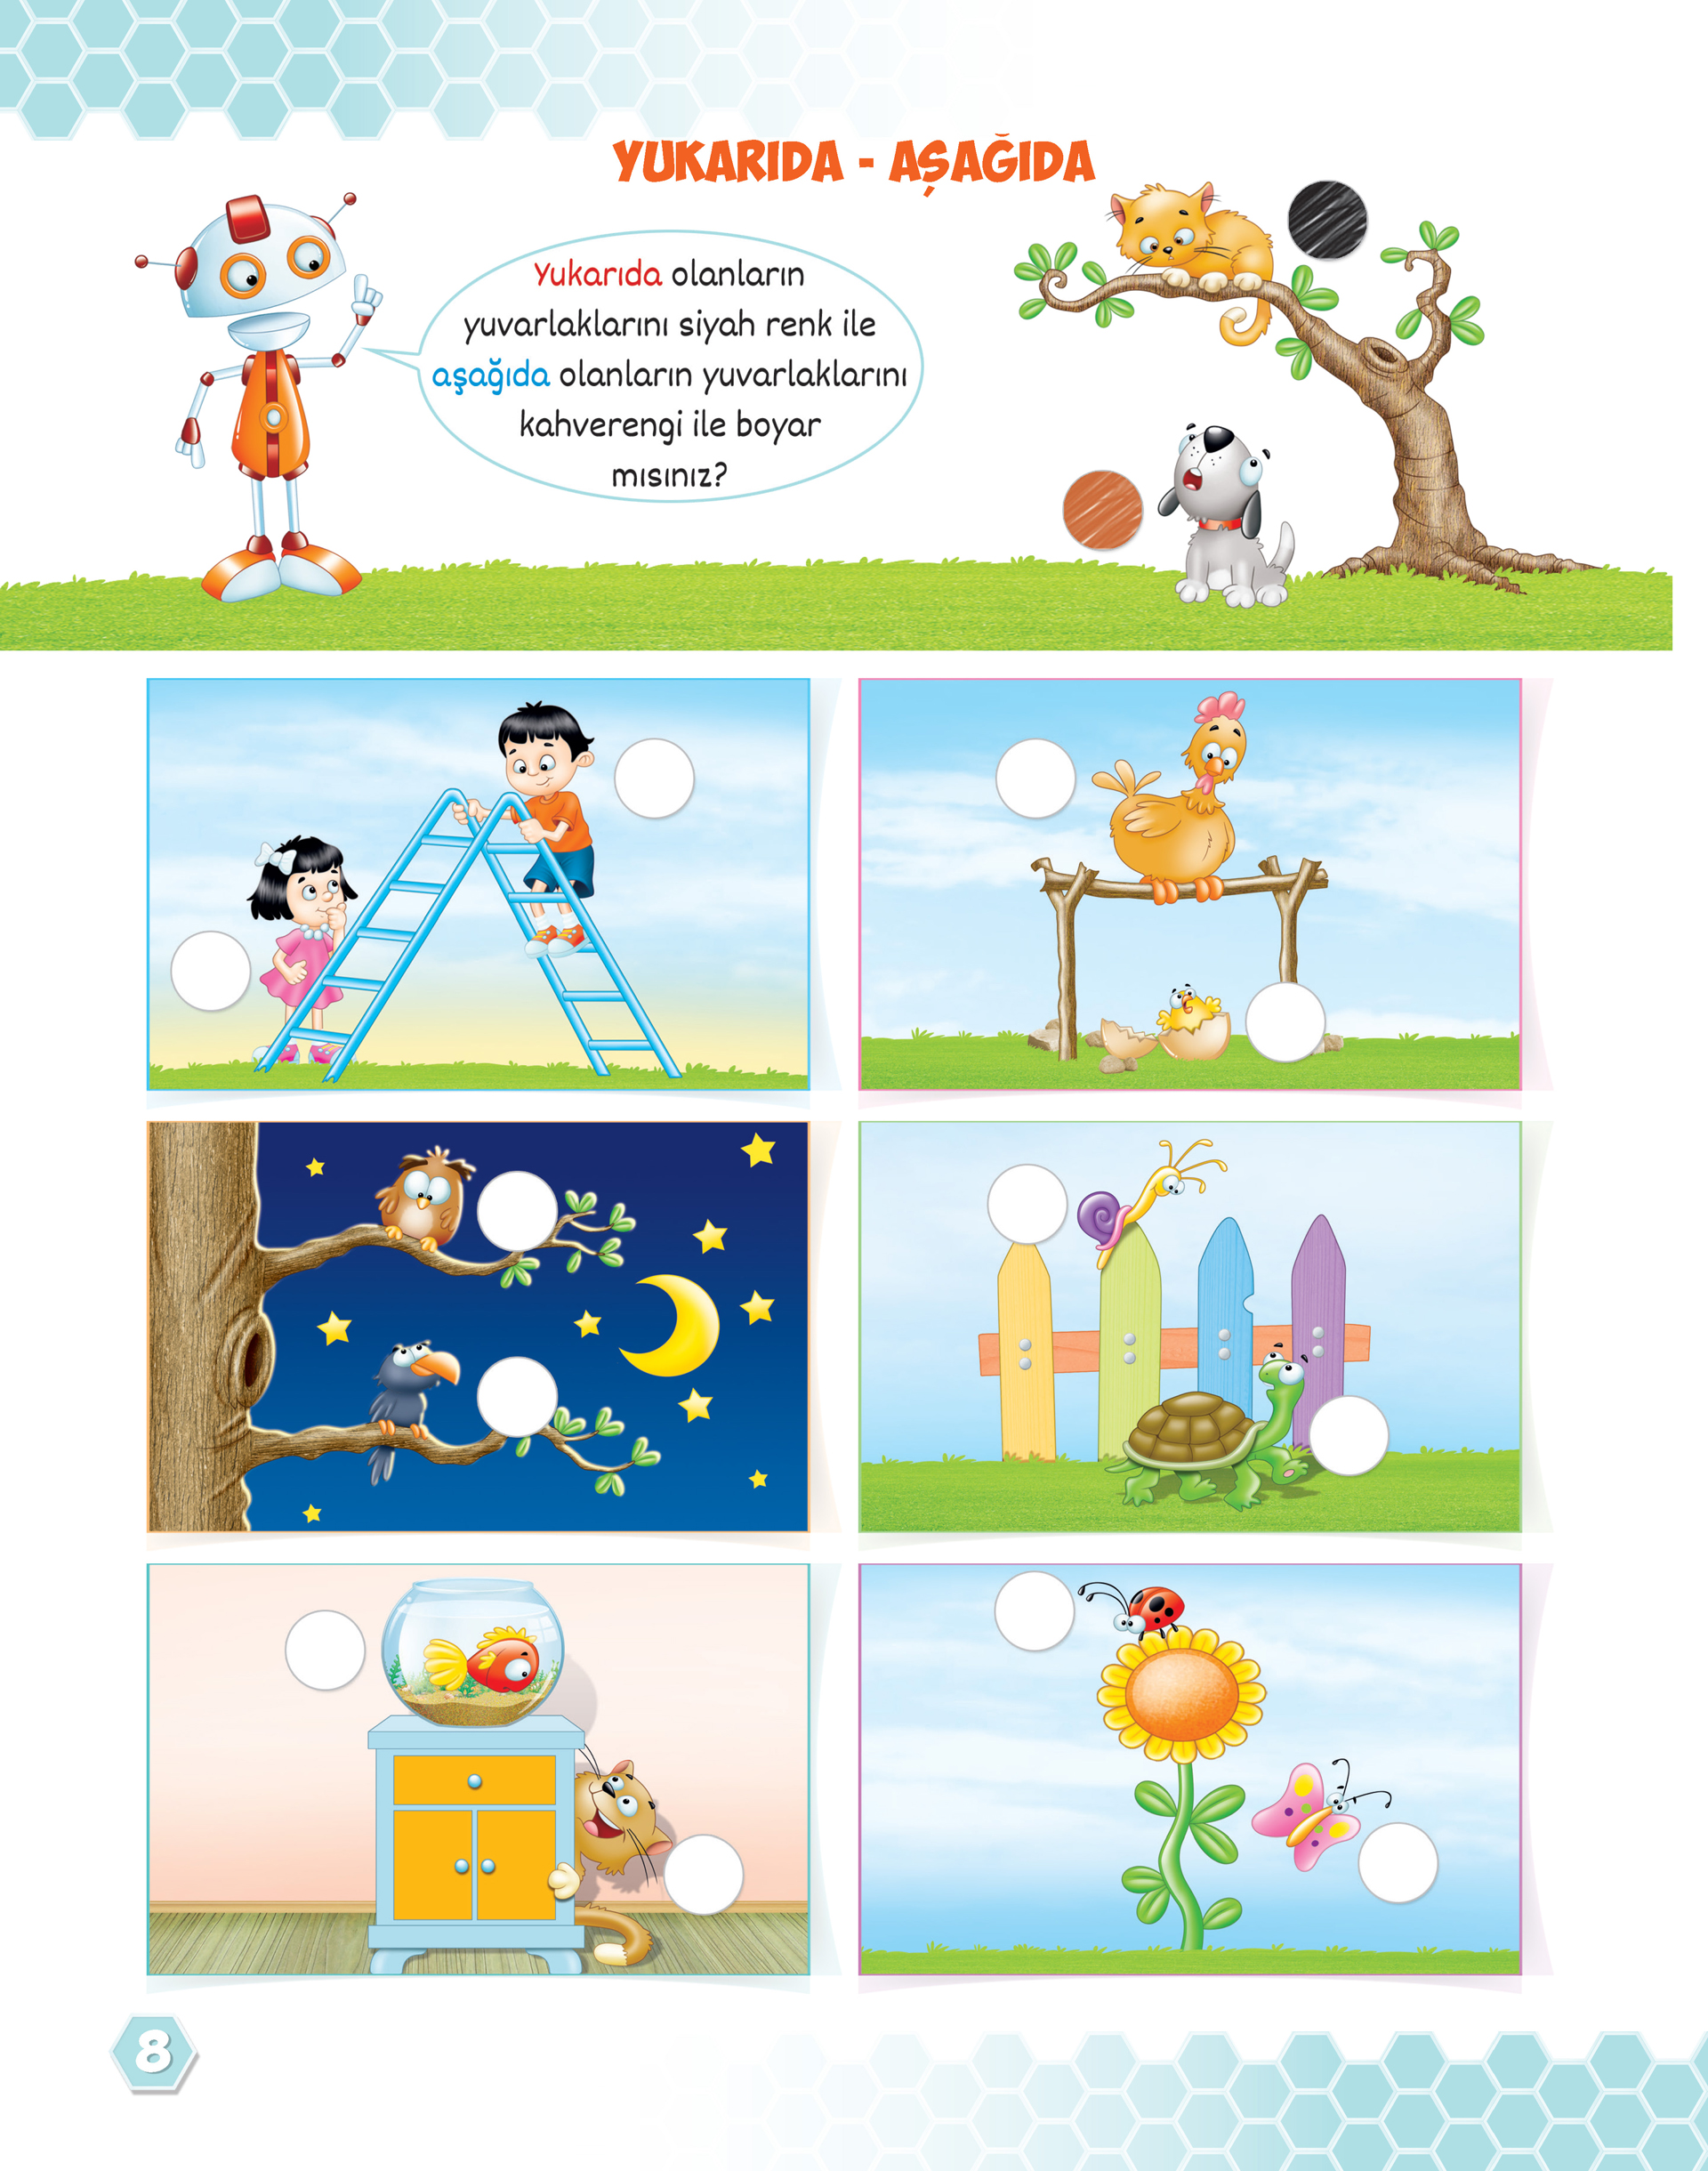 YUKARIDA - AŞAĞIDA
Yukarıda olanların
yuvarlaklarını siyah renk ile
aşağıda olanların yuvarlaklarını
kahverengi ile boyar
mısınız?
8